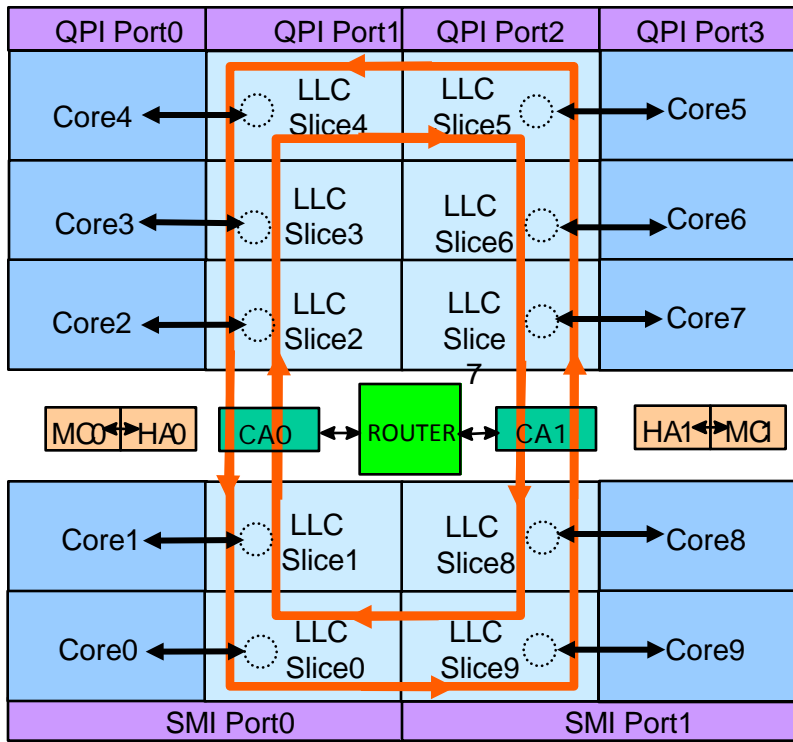 QPI Port0 QPI Port1 QPI Port2 QPI Port3
Core4
LLC
Slice4
LLC
Slice5
Core5
Core3
LLC
Slice3
LLC
Slice6
Core6
Core2
LLC
Slice2
LLC
Slice
7
Core7
MC0 HA0 CA0 ROUTER CA1 HA1 MC1
Core1
LLC
Slice1
LLC
Slice8
Core8
Core0
LLC
Slice0
LLC
Slice9
Core9
SMI Port0 SMI Port1